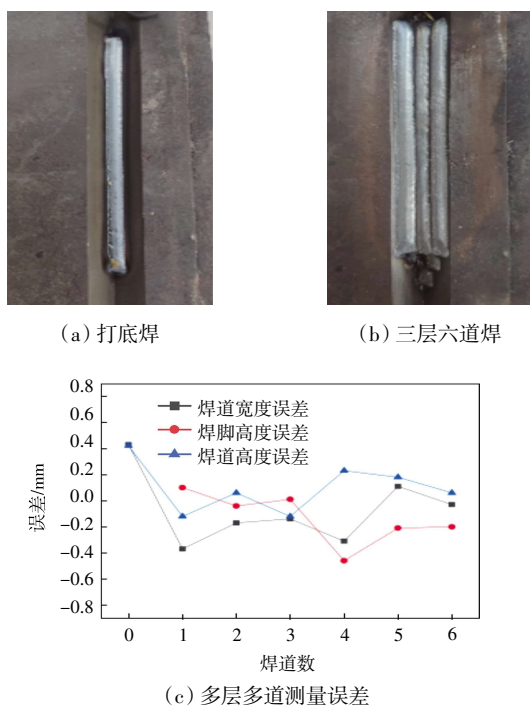 (a)打底焊
(b)三层六道焊
0.8
0.6
0.4
0.2
0.0
−0.2
−0.4
−0.6
−0.8
误差/mm
焊道宽度误差
焊脚高度误差
焊道高度误差
0 1 2 3 4 5 6
焊道数
(c)多层多道测量误差